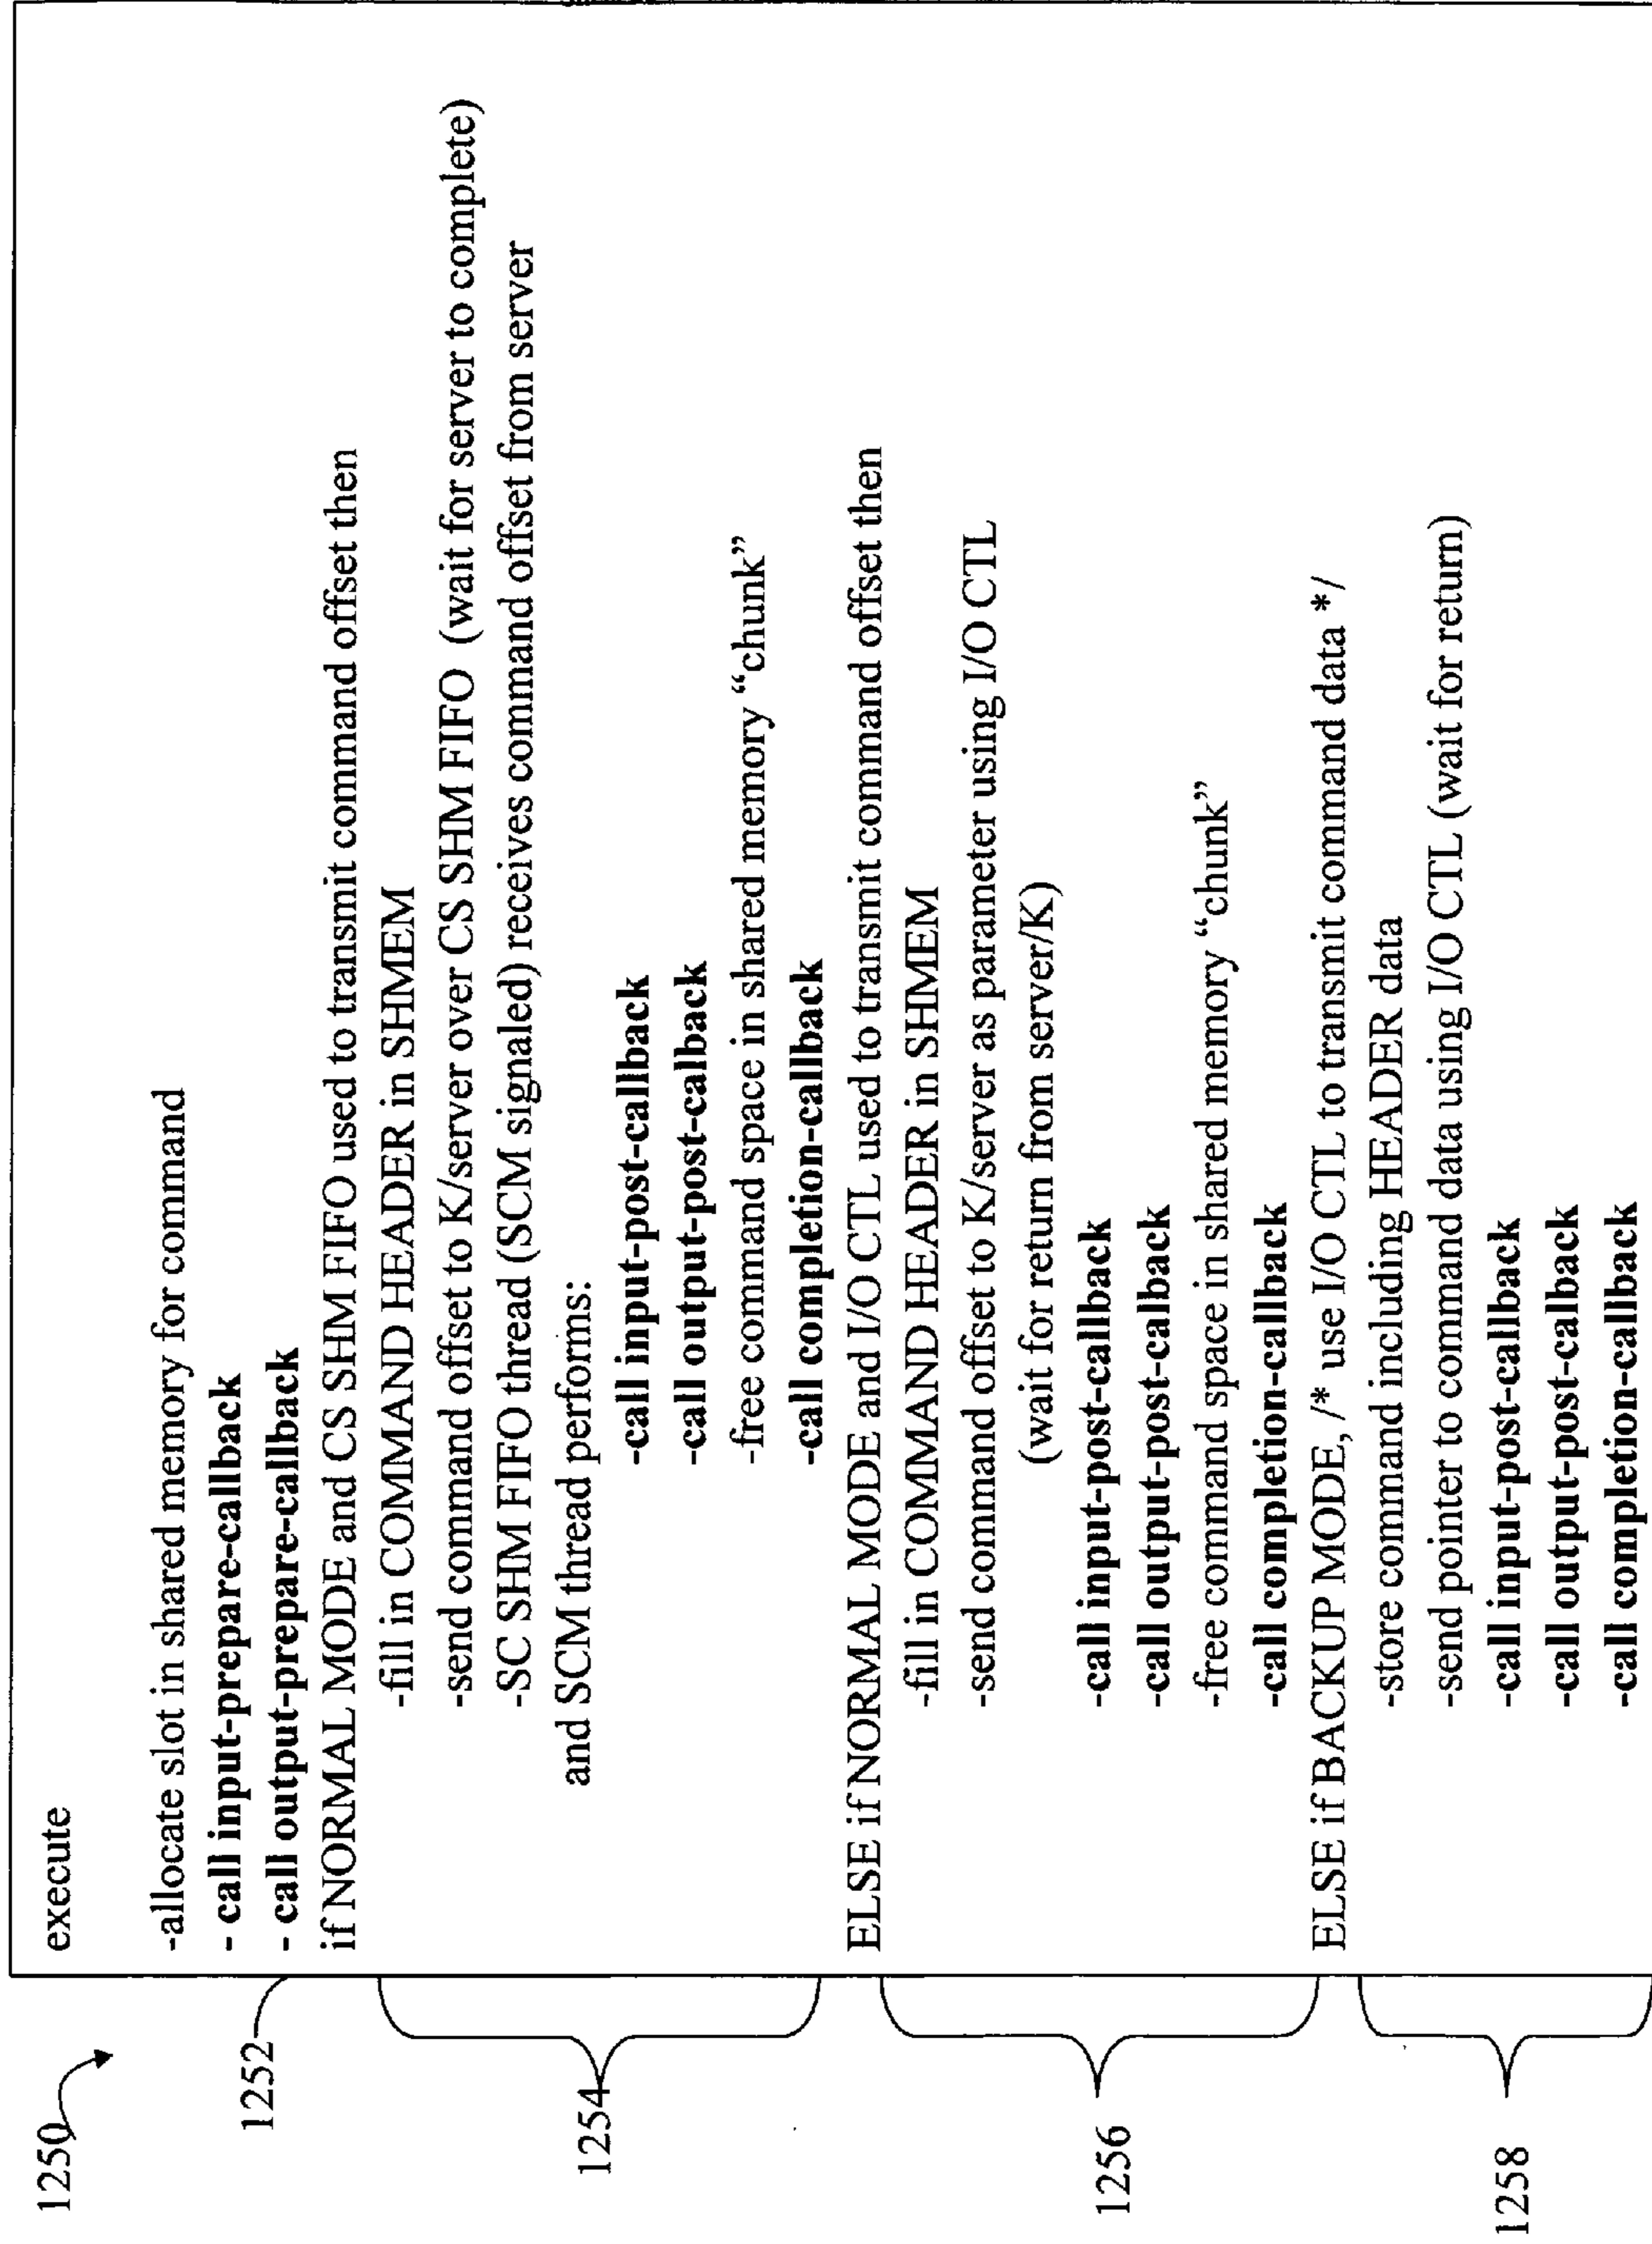 1250
execute
-allocate slot in shared memory for command
- call input-prepare-callback
1252
- call output-prepare-callback
if NORMAL MODE and CS SHM FIFO used to transmit command offset then
1254
-fill in COMMAND HEADER in SHMEM
-send command offset to K/server over CS SHM FIFO (wait for server to complete)
-SC SHM FIFO thread (SCM signaled) receives command offset from server
and SCM thread performs:
-call input-post-callback
-call output-post-calback
-free command space in shared memory “chunk”
-call completion-callback
ELSE if NORMAL MODE and I/O CTL used to transmit command offset then
1256
-fill in COMMAND HEADER in SHMEM
-send command offset to K/server as parameter using I/O CTL
(wait for return from server/K)
-call input-post-callback
-call output-post-calback
-free command space in shared memory “chunk”
-call completion-callback
ELSE if BACKUP MODE, /* use I/O CTL to transmit command data */
1258
-store command including HEADER data
-send pointer to command data using I/O CTL (wait for return)
-call input-post-callback
-call output-post-calback
-call completion-callback